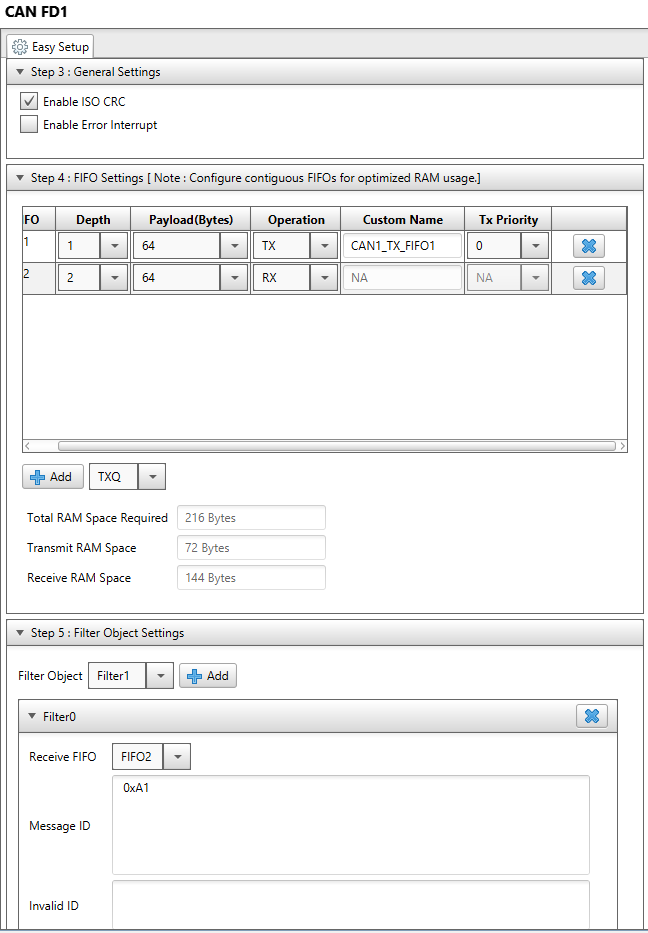 CAN FD1
Easy Setup
Step 3 : General Settings
Enable ISO CRC
Enable Error Interrupt
Step 4 : FIFO Settings [ Note : Configure contiguous FIFOs for optimized RAM usage.]
FO Depth Payload(Bytes) Operation Custom Name Tx Priority
1 1 64 TX CAN1_TX_FIFO1 0
2 2 64 RX NA NA
Add TXQ
Total RAM Space Required 216 Bytes
Transmit RAM Space 72 Bytes
Receive RAM Space 144 Bytes
Step 5 : Filter Object Settings
Filter Object Filter1 Add
Filter0
Receive FIFO FIFO2
0xA1
Message ID
Invalid ID